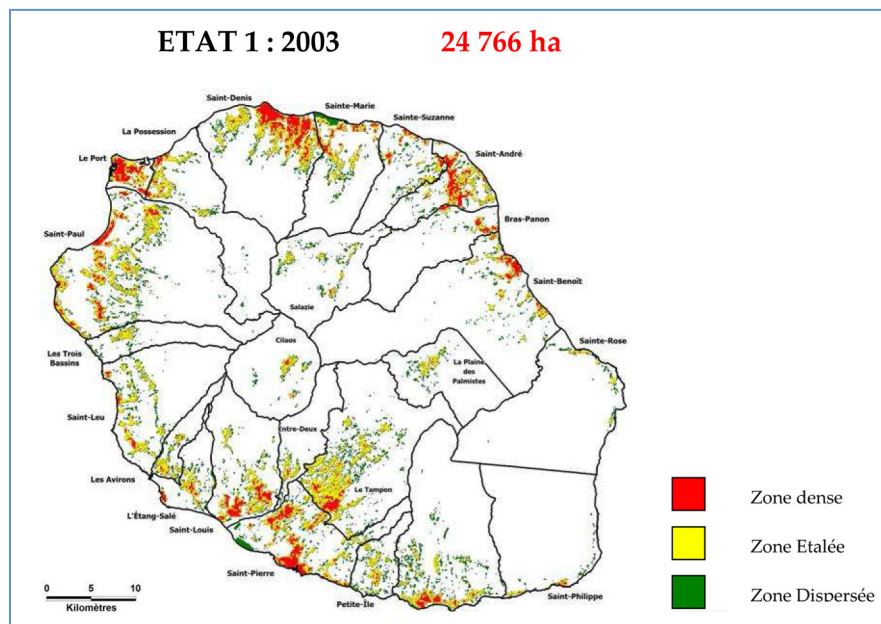 ETAT 1 : 2003 24 766 ha
Saint-Denis
Sainte-Marie
Sainte-Suzanne
La Possession
Le Port
Saint-André
Bras-Panon
Saint-Paul
Saint-Benoit
Salazie
Cilaos
Sainte-Rose
Les Trois
Bassins
La Plaine
des
Palmistes
Saint-Leu
Entre-Deux
Les Avirons
Le Tampon
L'Étang-Salé
Saint-Louis
Saint-Pierre
Petite-Île
Saint-Philippe
0 5 10
Kilomètres
Zone dense
Zone Etalée
Zone Dispersée